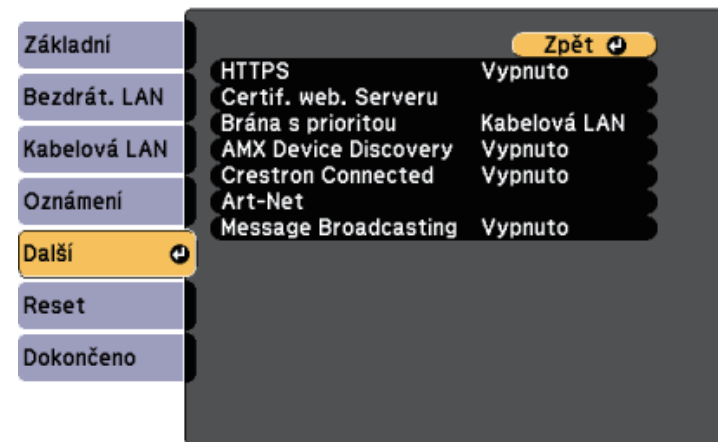 Základní
Bezdrát. LAN
Kabelová LAN
Oznámení
Další
Reset
Dokončeno
Zpět
HTTPS Vypnuto
Certif. web. Serveru
Brána s prioritou Kabelová LAN
AMX Device Discovery Vypnuto
Crestron Connected Vypnuto
Art-Net
Message Broadcasting Vypnuto